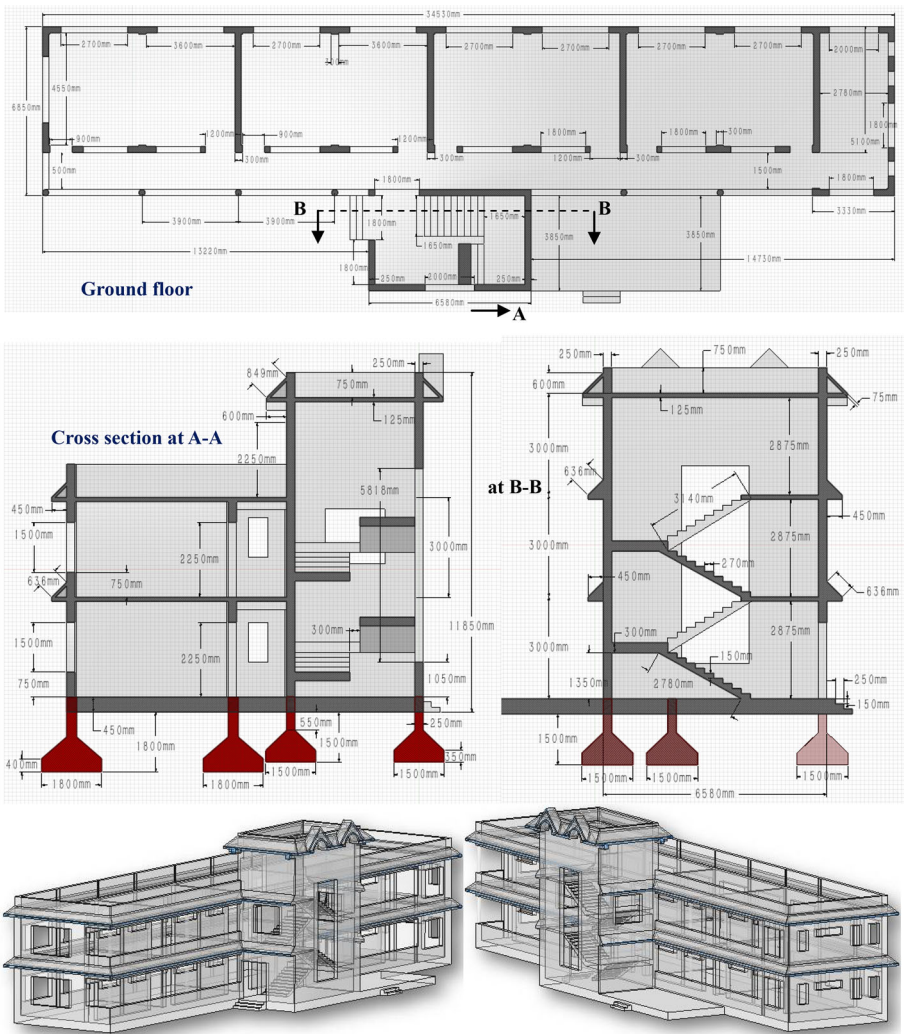 34530mm
2700mm 3600mm 2700mm 3600mm 2700mm 2700mm 2700mm 2700mm 2000mm
6850mm
4550mm
2780mm
1800mm
5100mm
900mm 1200mm 900mm 1200mm 1800mm 1800mm 300mm
300mm 300mm 1200mm 300mm
500mm 1500mm
1800mm 1800mm
B B
3900mm 3900mm 1800mm 1650mm 3330mm
1650mm 3850mm 3850mm
13220mm 14730mm
1800mm 250mm 2000mm 250mm
6580mm
Ground floor
A
849mm 250mm
750mm
125mm
600mm
Cross section at A-A
2250mm
5818mm
450mm
1500mm
2250mm
3000mm
636mm 750mm
11850mm
300mm
1500mm 2250mm
750mm 1050mm
450mm 550mm 250mm
1800mm 1500mm
400mm 350mm
1800mm 1800mm 1500mm 1500mm
250mm 750mm 250mm
600mm
125mm 75mm
3000mm 2875mm
at B-B
636mm 3140mm
450mm
3000mm 2875mm
270mm
450mm 636mm
3000mm 300mm 2875mm
150mm 250mm
1350mm 2780mm 150mm
1500mm
1500mm 1500mm 1500mm
6580mm